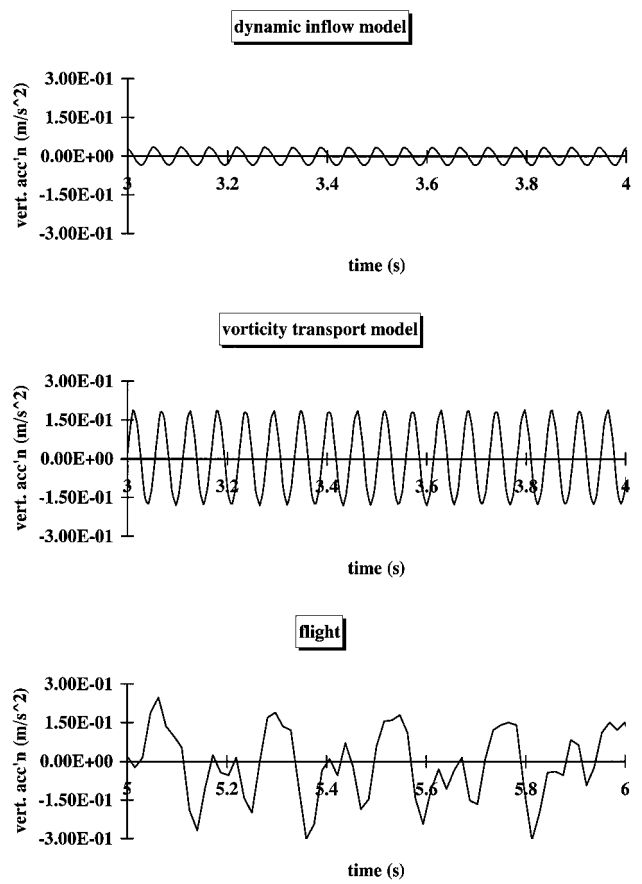 dynamic inflow model
3.00E-01
1.50E-01
0.00E+00
-1.50E-01
-3.00E-01
vert. acc'n (m/s^2)
3 3.2 3.4 3.6 3.8 4
time (s)
vorticity transport model
3.00E-01
1.50E-01
0.00E+00
-1.50E-01
-3.00E-01
vert. acc'n (m/s^2)
3 3.2 3.4 3.6 3.8 4
time (s)
flight
3.00E-01
1.50E-01
0.00E+00
-1.50E-01
-3.00E-01
vert. acc'n (m/s^2)
5 5.2 5.4 5.6 5.8 6
time (s)